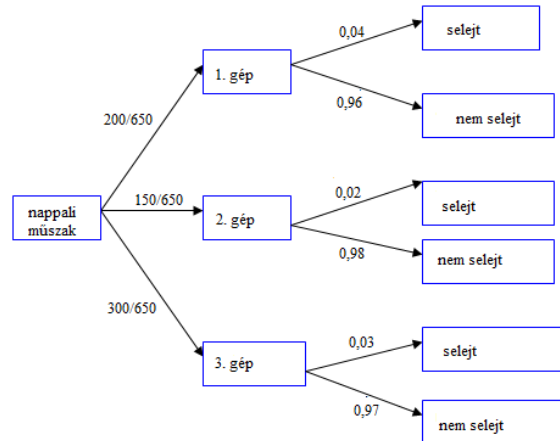 0,04
selejt
1. gép
200/650
0,96
nem selejt
nappali
műszak
150/650
2. gép
0,02
selejt
0,98
nem selejt
300/650
3. gép
0,03
selejt
0,97
nem selejt